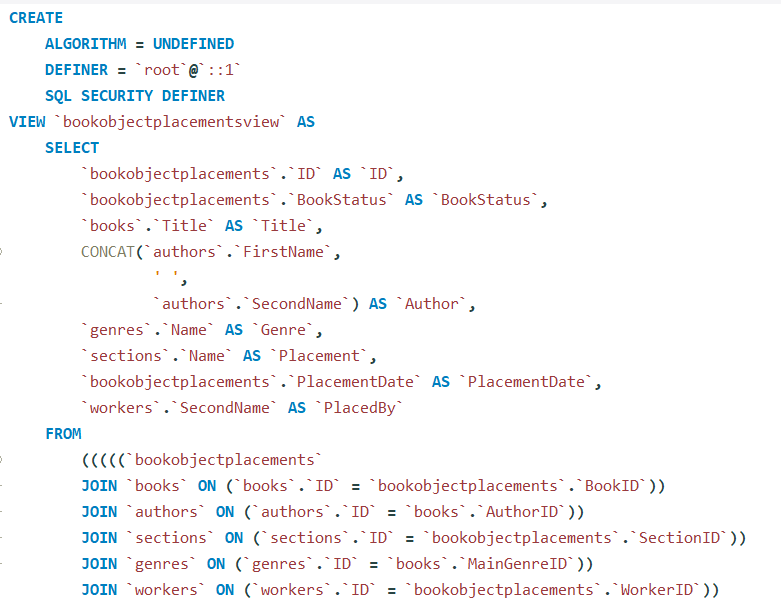 CREATE
    ALGORITHM = UNDEFINED
    DEFINER = `root`@`::1`
    SQL SECURITY DEFINER
VIEW `bookobjectplacementsview` AS
    SELECT
        `bookobjectplacements`.`ID` AS `ID`,
        `bookobjectplacements`.`BookStatus` AS `BookStatus`,
        `books`.`Title` AS `Title`,
        CONCAT(`authors`.`FirstName`,
                ' ',
                `authors`.`SecondName`) AS `Author`,
        `genres`.`Name` AS `Genre`,
        `sections`.`Name` AS `Placement`,
        `bookobjectplacements`.`PlacementDate` AS `PlacementDate`,
        `workers`.`SecondName` AS `PlacedBy`
    FROM
        (((((`bookobjectplacements`
        JOIN `books` ON (`books`.`ID` = `bookobjectplacements`.`BookID`))
        JOIN `authors` ON (`authors`.`ID` = `books`.`AuthorID`))
        JOIN `sections` ON (`sections`.`ID` = `bookobjectplacements`.`SectionID`))
        JOIN `genres` ON (`genres`.`ID` = `books`.`MainGenreID`))
        JOIN `workers` ON (`workers`.`ID` = `bookobjectplacements`.`WorkerID`))